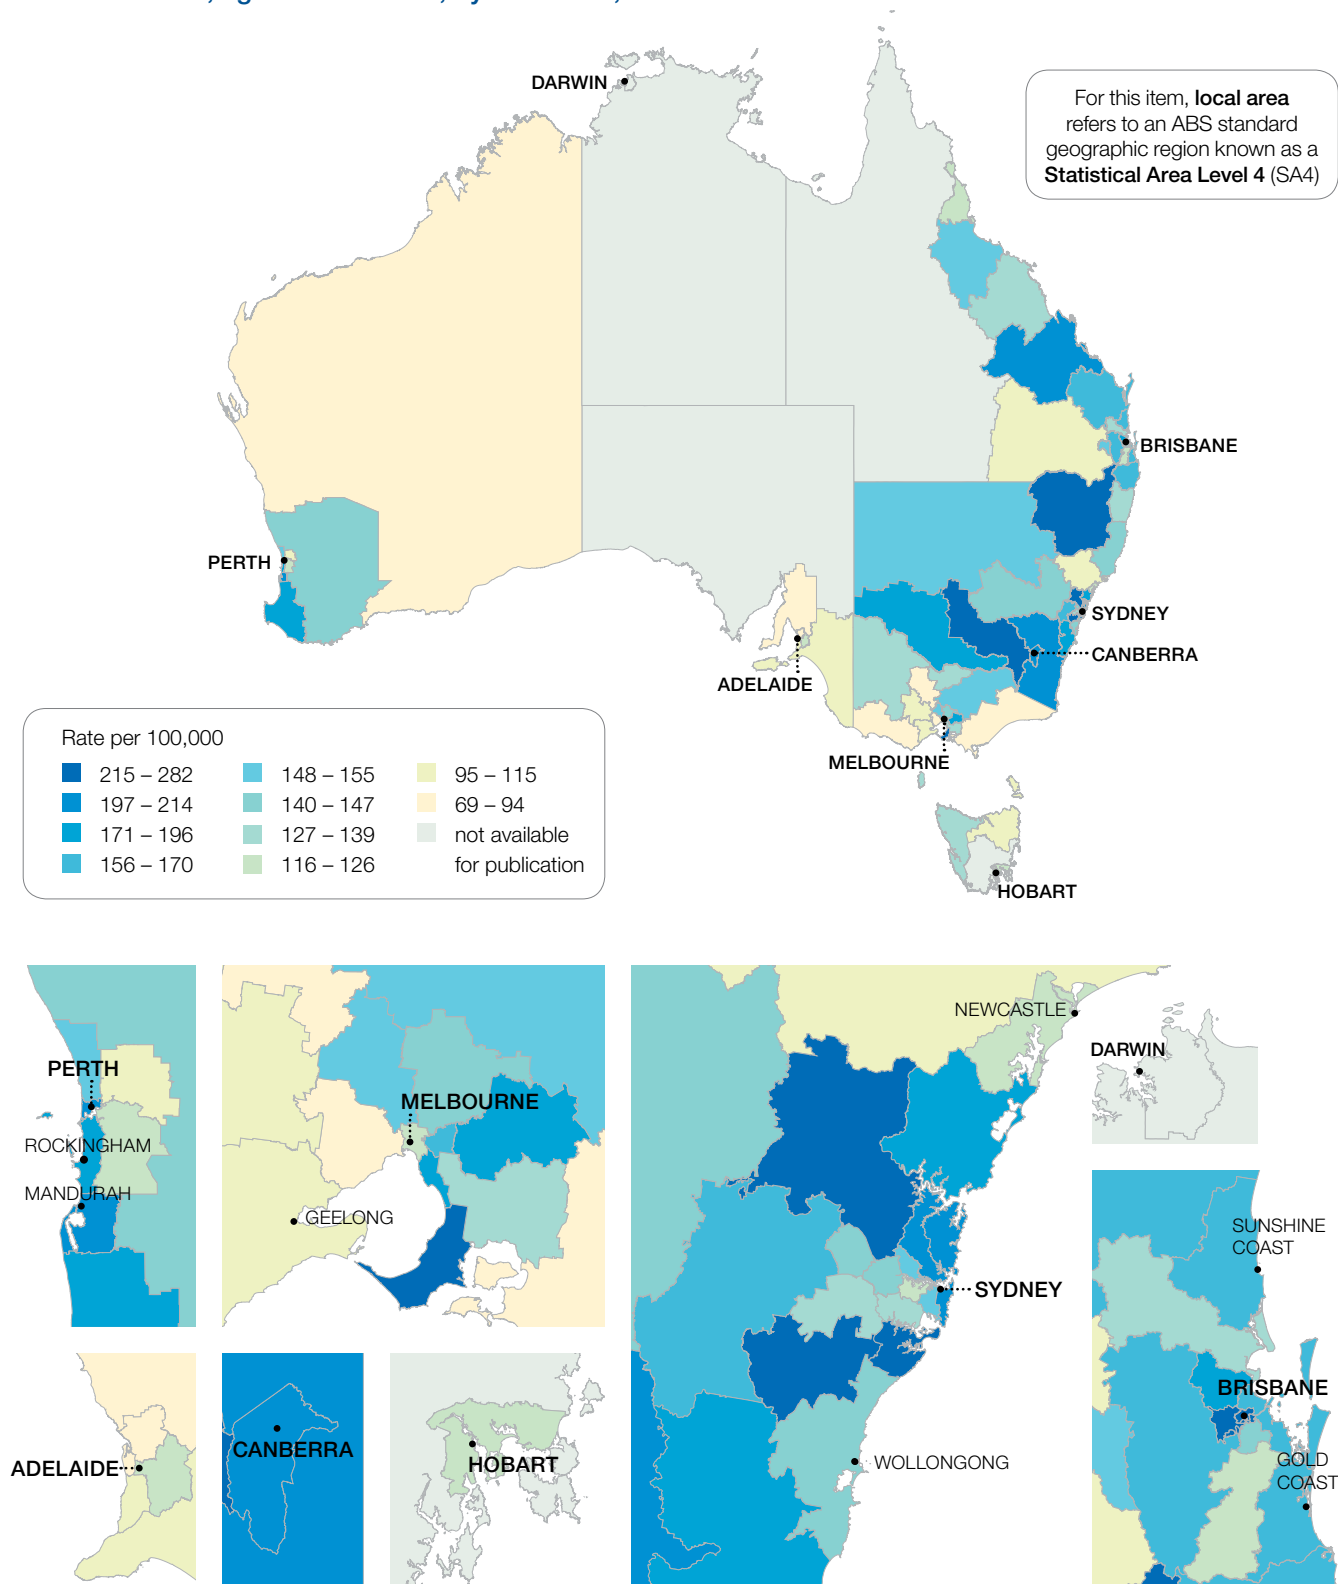 DARWIN
For this item, local area
refers to an ABS standard
geographic region known as a
Statistical Area Level 4 (SA4)
BRISBANE
PERTH
SYDNEY
CANBERRA
ADELAIDE
MELBOURNE
HOBART
Rate per 100,000
215 – 282
197 – 214
171 – 196
156 – 170
148 – 155
140 – 147
127 – 139
116 – 126
95 – 115
69 – 94
not available
for publication
PERTH
ROCKINGHAM
MANDURAH
MELBOURNE
GEELONG
NEWCASTLE
SYDNEY
WOLLONGONG
DARWIN
SUNSHINE
COAST
BRISBANE
GOLD
COAST
ADELAIDE
CANBERRA
HOBART